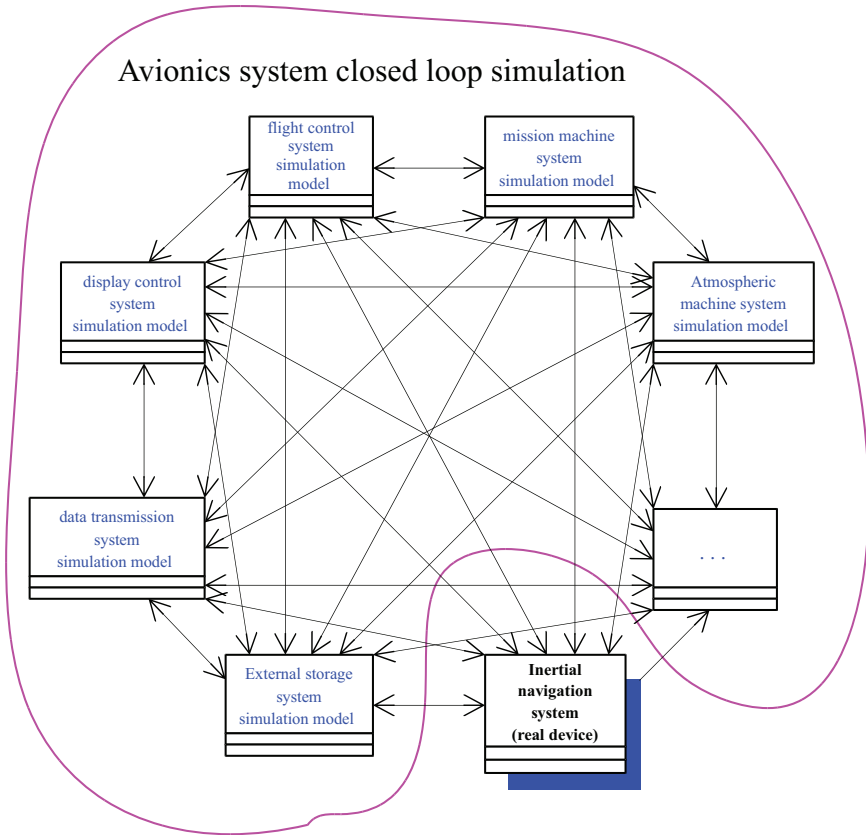 Avionics system closed loop simulation
flight control
system
simulation
model
mission machine
system
simulation model
display control
system
simulation model
Atmospheric
machine system
simulation model
data transmission
system
simulation model
. . .
External storage
system
simulation model
Inertial
navigation
system
(real device)